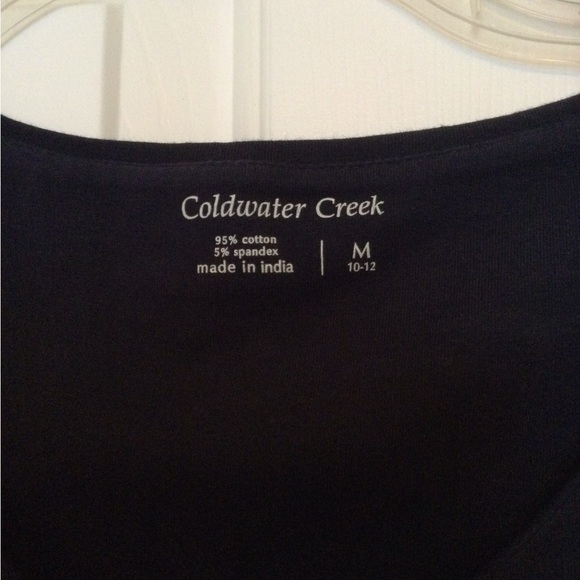 Coldwater Creek
95% cotton
5% spandex
made in india
M
10-12